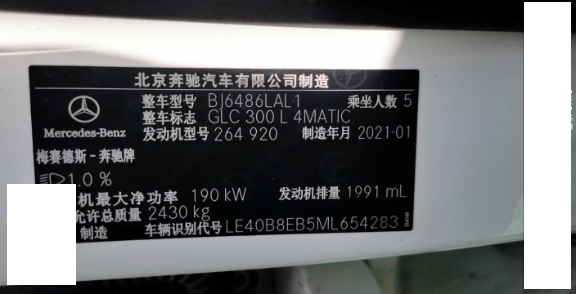 北京奔驰汽车有限公司制造
整车型号 BJ6486LAL-1 乘坐人数 5
整车标志 GLC 300 L 4MATIC
Mercedes-Benz 发动机型号 264 920 制造年月 2021-01
梅赛德斯-奔驰牌
1.0 %
机最大净功率 190 kW 发动机排量 1991 mL
允许总质量 2430 kg
制造 车辆识别代号 LE40B8EB5ML654283